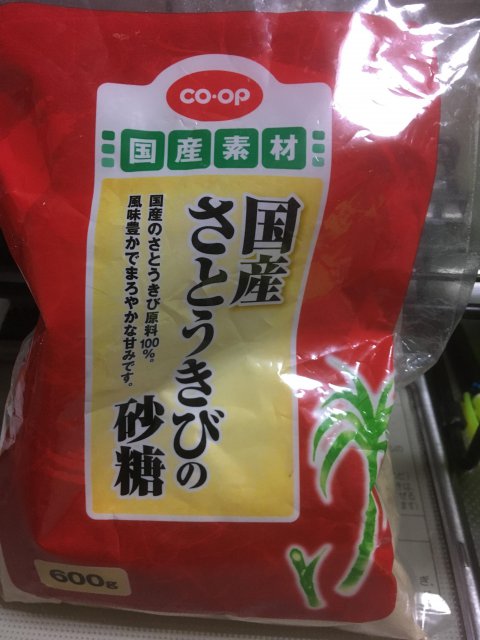 CO·OP
国産素材
国産
さとうきびの
砂糖
国産のさとうきび原料100%。
風味豊かでまろやかな甘みです。
600g